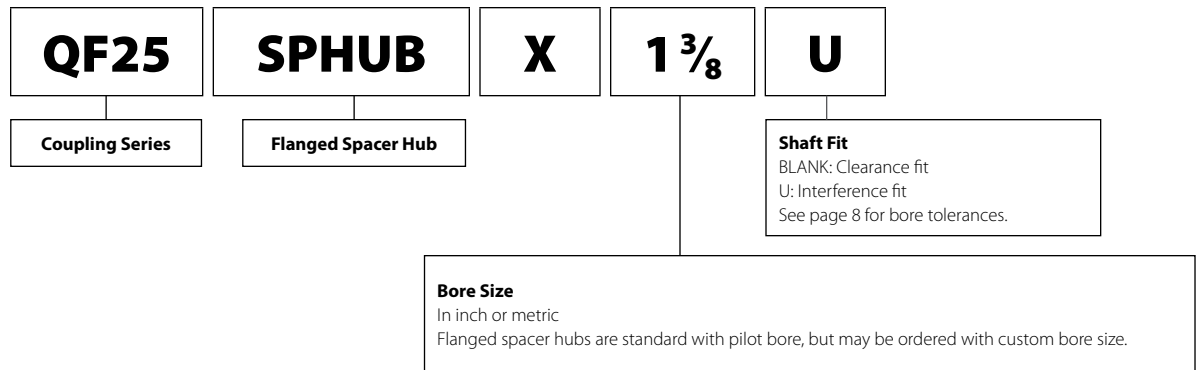 QF25 SPHUB X 1 ⅜ U
Coupling Series
Flanged Spacer Hub
Shaft Fit
BLANK: Clearance fit
U: Interference fit
See page 8 for bore tolerances.
Bore Size
In inch or metric
Flanged spacer hubs are standard with pilot bore, but may be ordered with custom bore size.